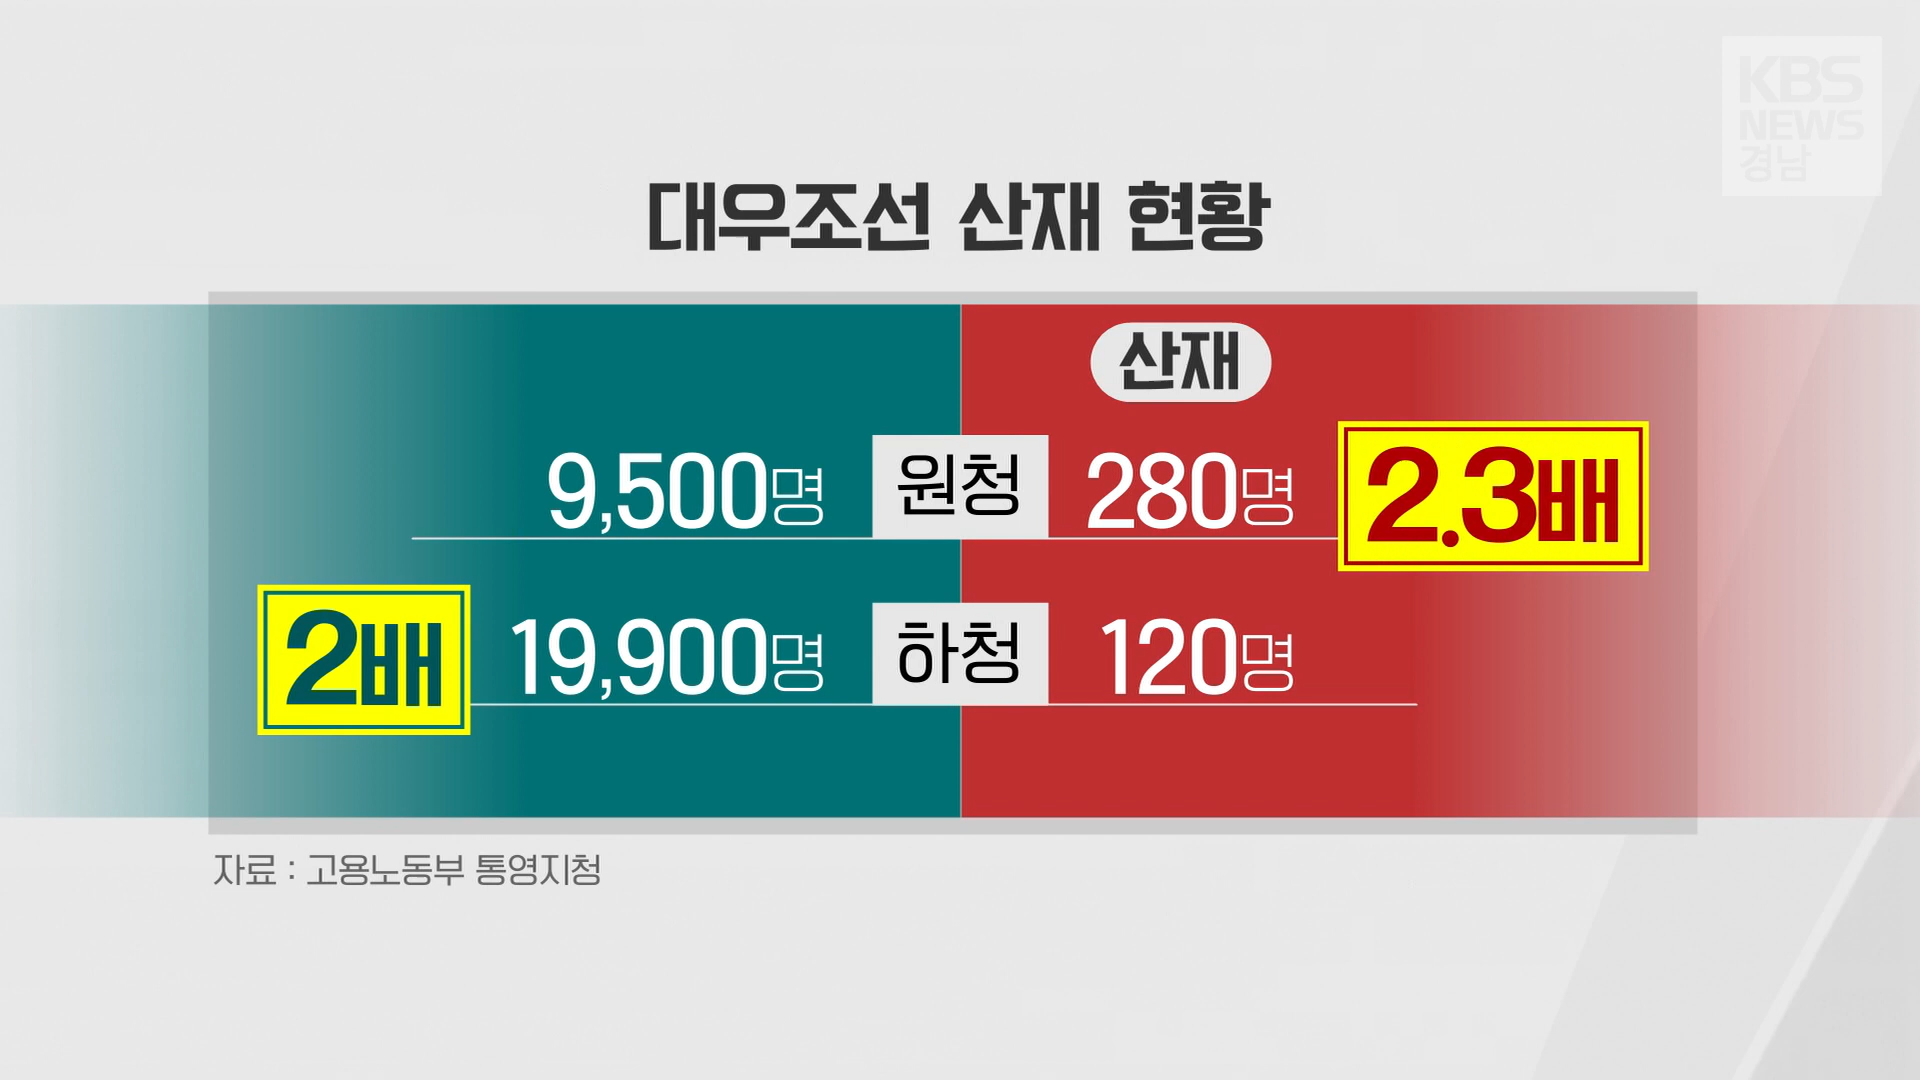 KBS
NEWS
경남
대우조선 산재 현황
산재
9,500명 원청 280명 2.3배
2배 19,900명 하청 120명
자료 : 고용노동부 통영지청